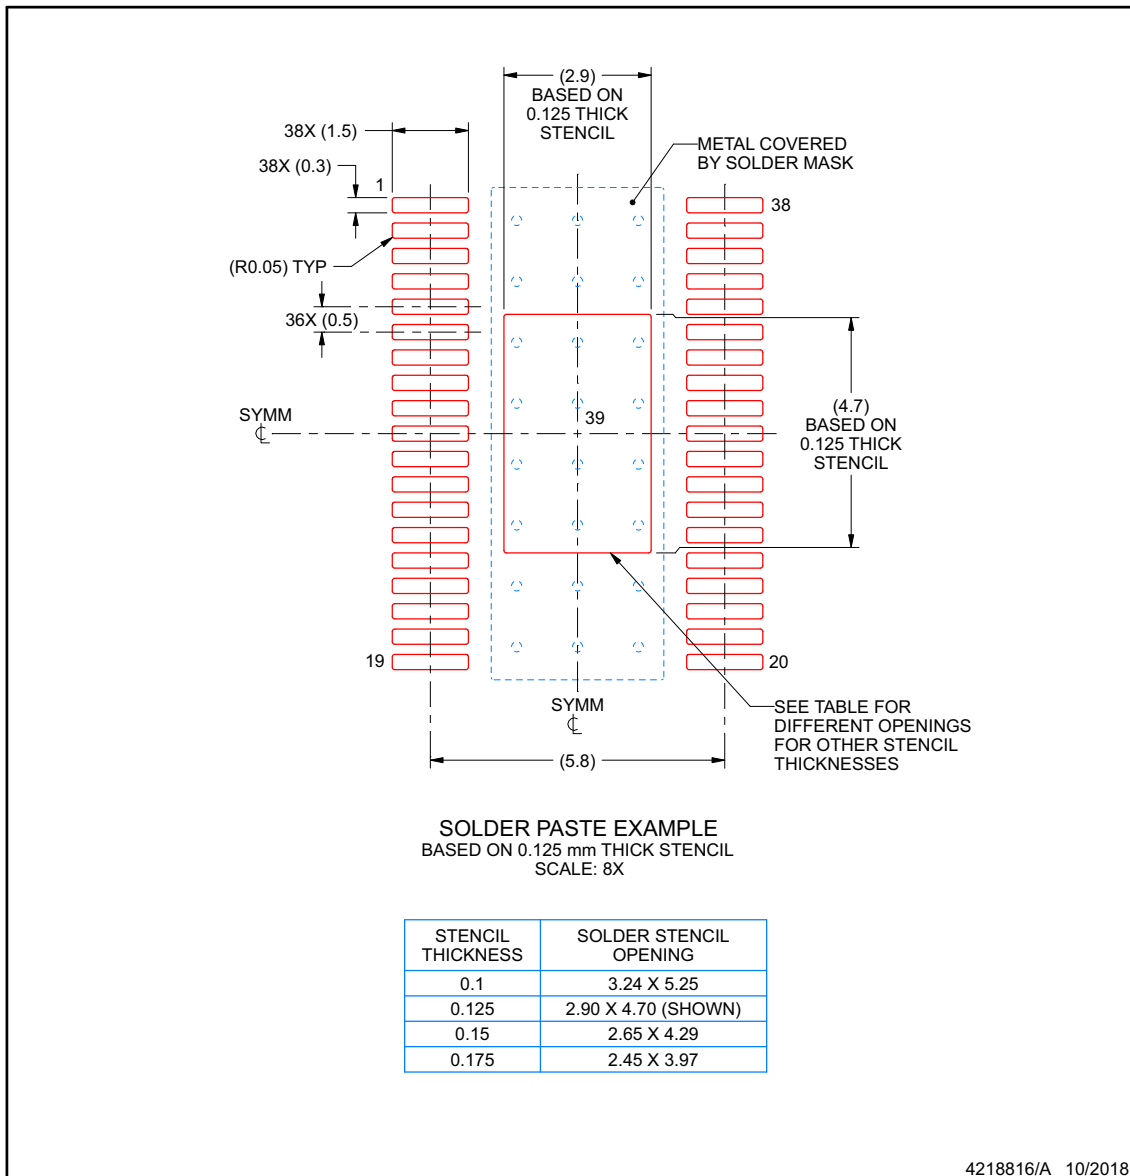 (2.9)
BASED ON
0.125 THICK
STENCIL
38X (1.5)
METAL COVERED
BY SOLDER MASK
38X (0.3)
1
38
(R0.05) TYP
36X (0.5)
(4.7)
BASED ON
0.125 THICK
STENCIL
SYMM
℄
39
19
20
SYMM
℄
SEE TABLE FOR
DIFFERENT OPENINGS
FOR OTHER STENCIL
THICKNESSES
(5.8)
SOLDER PASTE EXAMPLE
BASED ON 0.125 mm THICK STENCIL
SCALE: 8X
STENCIL
THICKNESS
SOLDER STENCIL
OPENING
0.1
3.24 X 5.25
0.125
2.90 X 4.70 (SHOWN)
0.15
2.65 X 4.29
0.175
2.45 X 3.97
4218816/A 10/2018